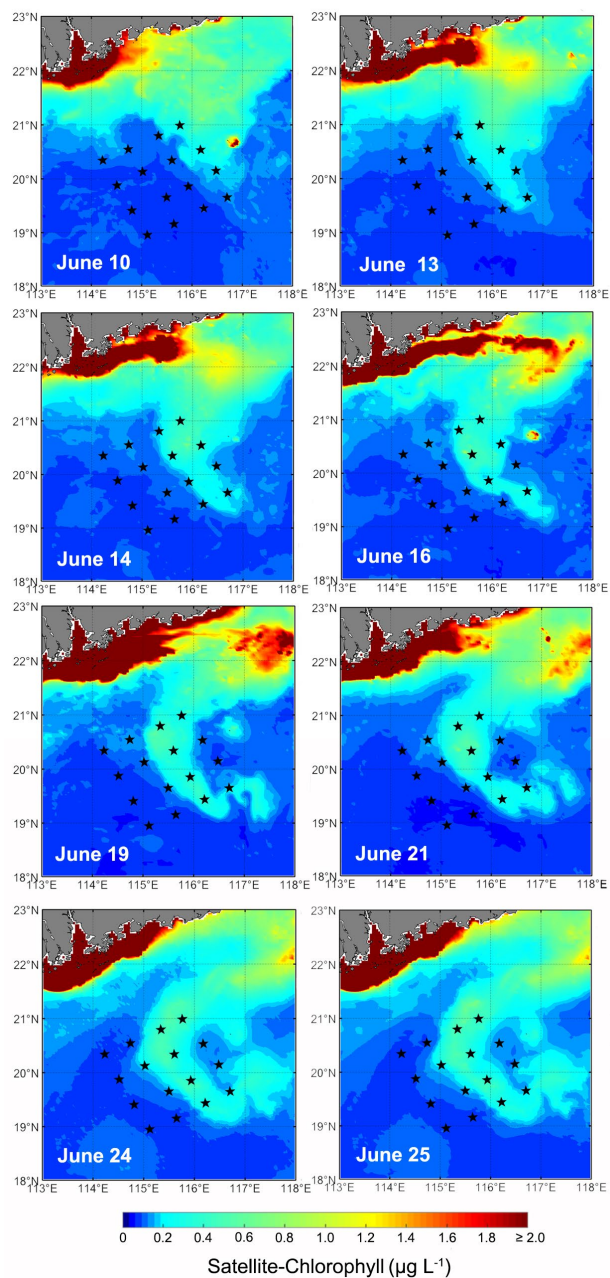 23°N 23°N
22°N 22°N
21°N 21°N
20°N 20°N
19°N 19°N
June 10 June 13
18°N 18°N
113°E 114°E 115°E 116°E 117°E 118°E 113°E 114°E 115°E 116°E 117°E 118°E
23°N 23°N
22°N 22°N
21°N 21°N
20°N 20°N
19°N 19°N
June 14 June 16
18°N 18°N
113°E 114°E 115°E 116°E 117°E 118°E 113°E 114°E 115°E 116°E 117°E 118°E
23°N 23°N
22°N 22°N
21°N 21°N
20°N 20°N
19°N 19°N
June 19 June 21
18°N 18°N
113°E 114°E 115°E 116°E 117°E 118°E 113°E 114°E 115°E 116°E 117°E 118°E
23°N 23°N
22°N 22°N
21°N 21°N
20°N 20°N
19°N 19°N
June 24 June 25
18°N 18°N
113°E 114°E 115°E 116°E 117°E 118°E 113°E 114°E 115°E 116°E 117°E 118°E
0 0.2 0.4 0.6 0.8 1.0 1.2 1.4 1.6 1.8 ≥ 2.0
Satellite-Chlorophyll (µg L⁻¹)